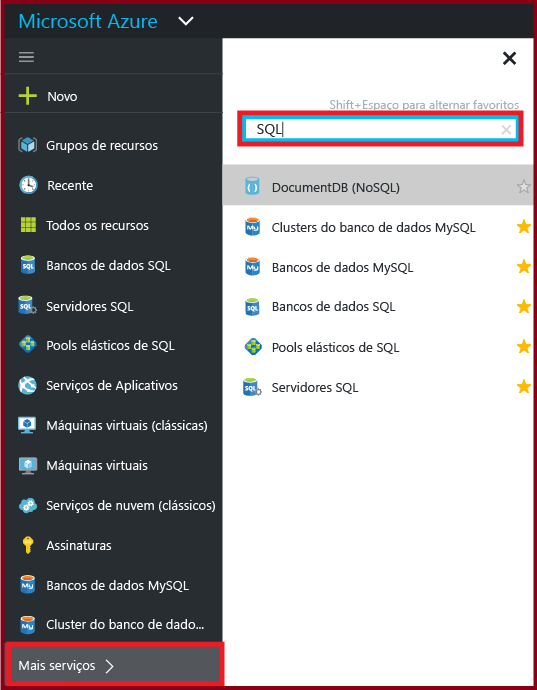 Microsoft Azure
Novo
Grupos de recursos
Recente
Todos os recursos
Bancos de dados SQL
Servidores SQL
Pools elásticos de SQL
Serviços de Aplicativos
Máquinas virtuais (clássicas)
Máquinas virtuais
Serviços de nuvem (clássicos)
Assinaturas
Bancos de dados MySQL
Cluster do banco de dado...
Mais serviços
Shift+Espaço para alternar favoritos
SQL
DocumentDB (NoSQL)
Clusters do banco de dados MySQL
Bancos de dados MySQL
Bancos de dados SQL
Pools elásticos de SQL
Servidores SQL